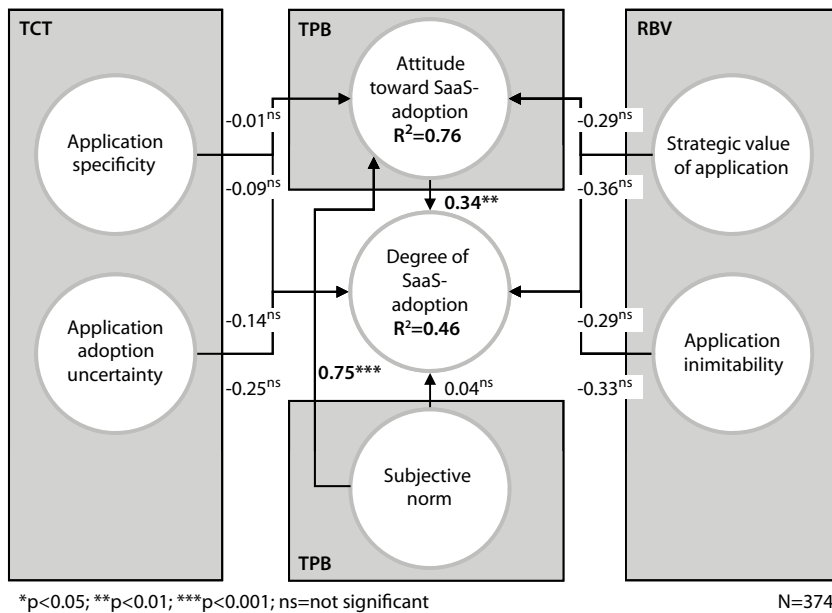 TCT
TPB
RBV
Attitude
toward SaaS-
adoption
R²=0.76
Application
specificity
Strategic value
of application
-0.01ns
-0.09ns
-0.29ns
-0.36ns
0.34**
Degree of
SaaS-
adoption
R²=0.46
Application
adoption
uncertainty
Application
inimitability
-0.14ns
-0.25ns
-0.29ns
-0.33ns
0.75***
0.04ns
Subjective
norm
TPB
*p<0.05; **p<0.01; ***p<0.001; ns=not significant
N=374